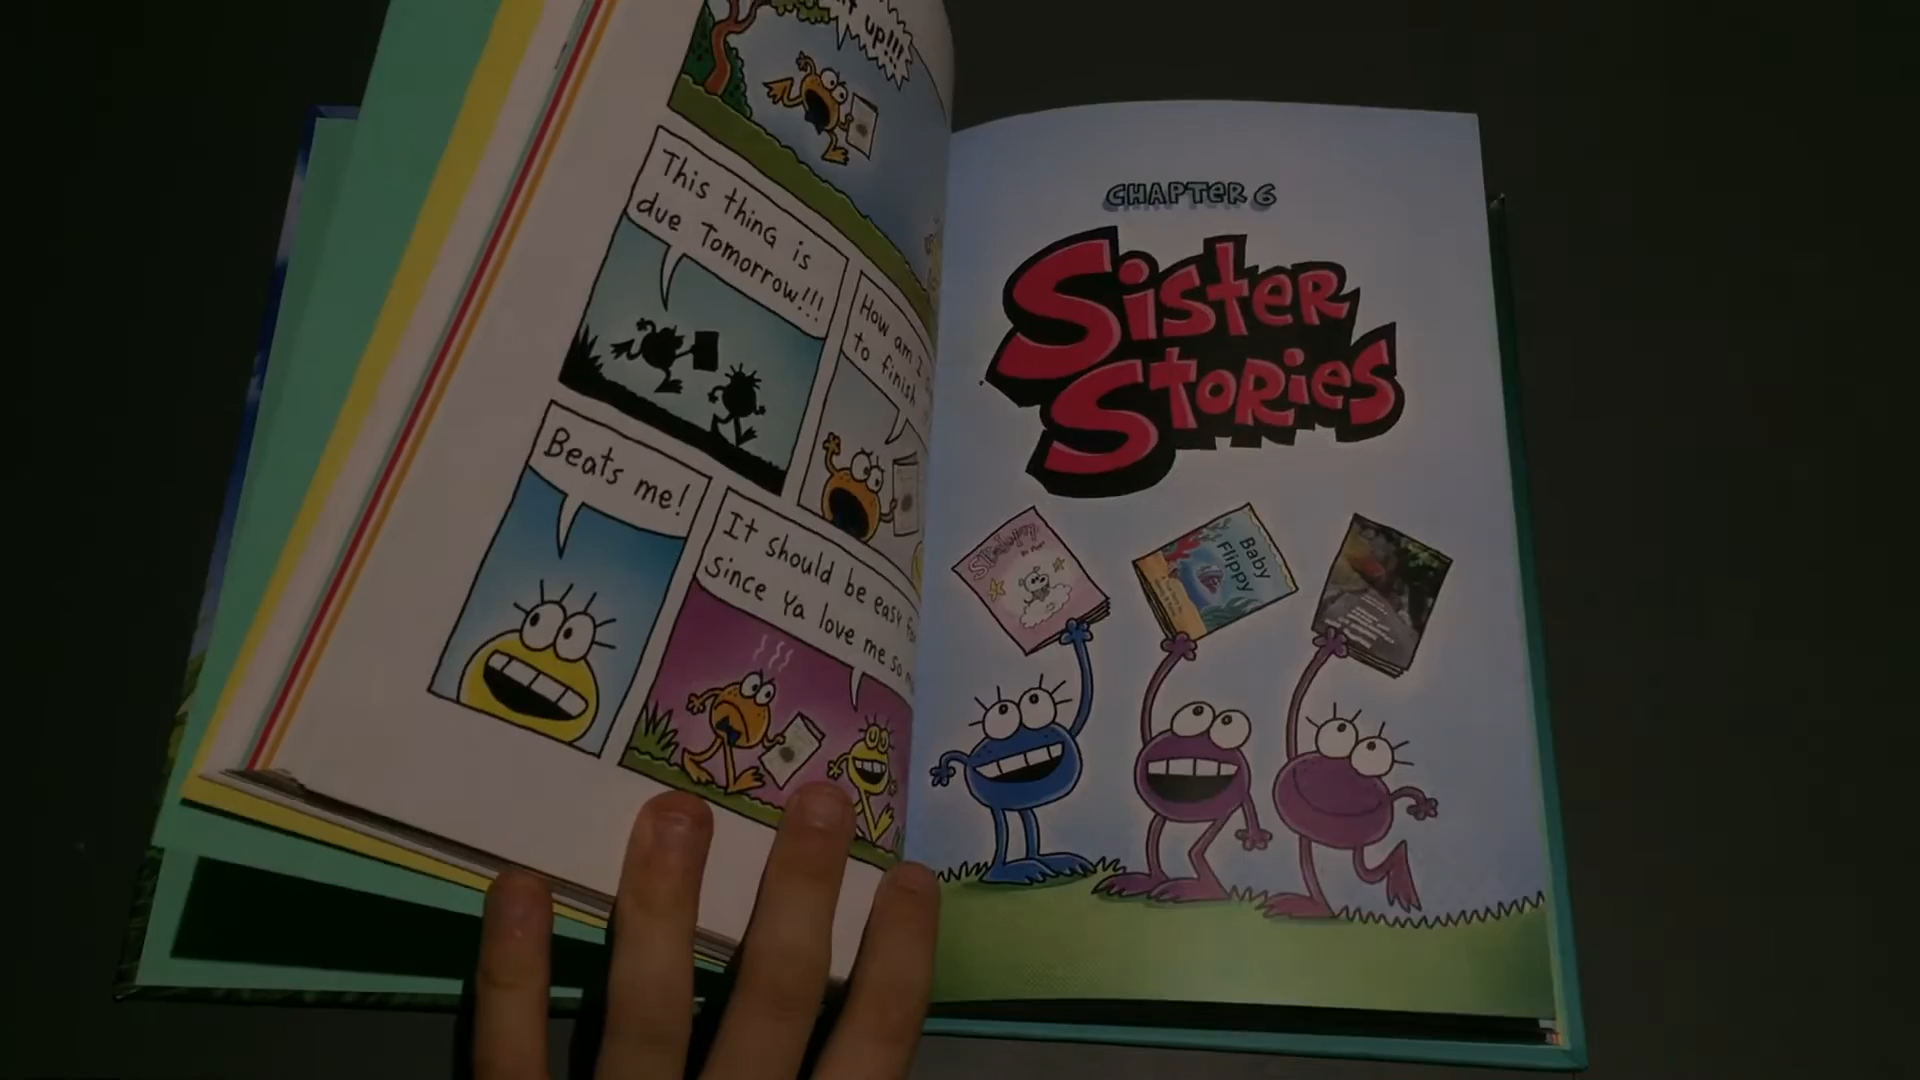 up!!!
This thing is
due Tomorrow!!!
How am I
to finish
Beats me!
It should be easy
since Ya love me so
CHAPTER 6
Sister
Stories
Baby
Flippy